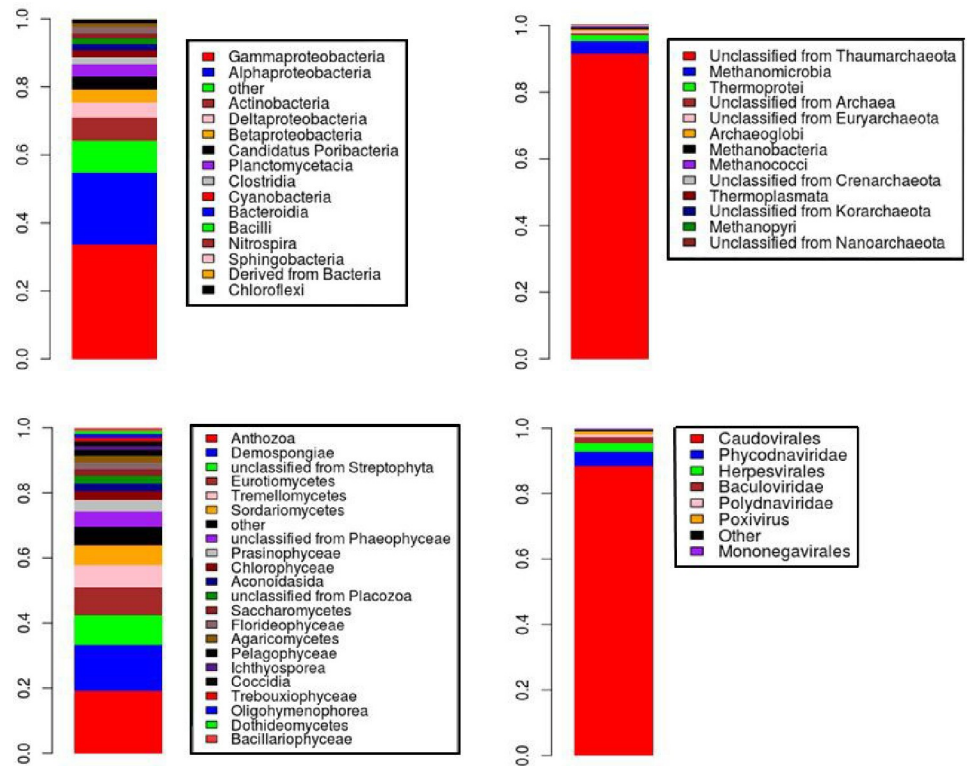 0.0 0.2 0.4 0.6 0.8 1.0
Gammaproteobacteria
Alphaproteobacteria
other
Actinobacteria
Deltaproteobacteria
Betaproteobacteria
Candidatus Poribacteria
Planctomycetacia
Clostridia
Cyanobacteria
Bacteroidia
Bacilli
Nitrospira
Sphingobacteria
Derived from Bacteria
Chloroflexi
0.0 0.2 0.4 0.6 0.8 1.0
Unclassified from Thaumarchaeota
Methanomicrobia
Thermoprotei
Unclassified from Archaea
Unclassified from Euryarchaeota
Archaeoglobi
Methanobacteria
Methanococci
Unclassified from Crenarchaeota
Thermoplasmata
Unclassified from Korarchaeota
Methanopyri
Unclassified from Nanoarchaeota
0.0 0.2 0.4 0.6 0.8 1.0
Anthozoa
Demospongiae
unclassified from Streptophyta
Eurotiomycetes
Tremellomycetes
Sordariomycetes
other
unclassified from Phaeophyceae
Prasinophyceae
Chlorophyceae
Aconoidasida
unclassified from Placozoa
Saccharomycetes
Florideophyceae
Agaricomycetes
Pelagophyceae
Ichthyosporea
Coccidia
Trebouxiophyceae
Oligohymenophorea
Dothideomycetes
Bacillariophyceae
0.0 0.2 0.4 0.6 0.8 1.0
Caudovirales
Phycodnaviridae
Herpesvirales
Baculoviridae
Polydnaviridae
Poxivirus
Other
Mononegavirales